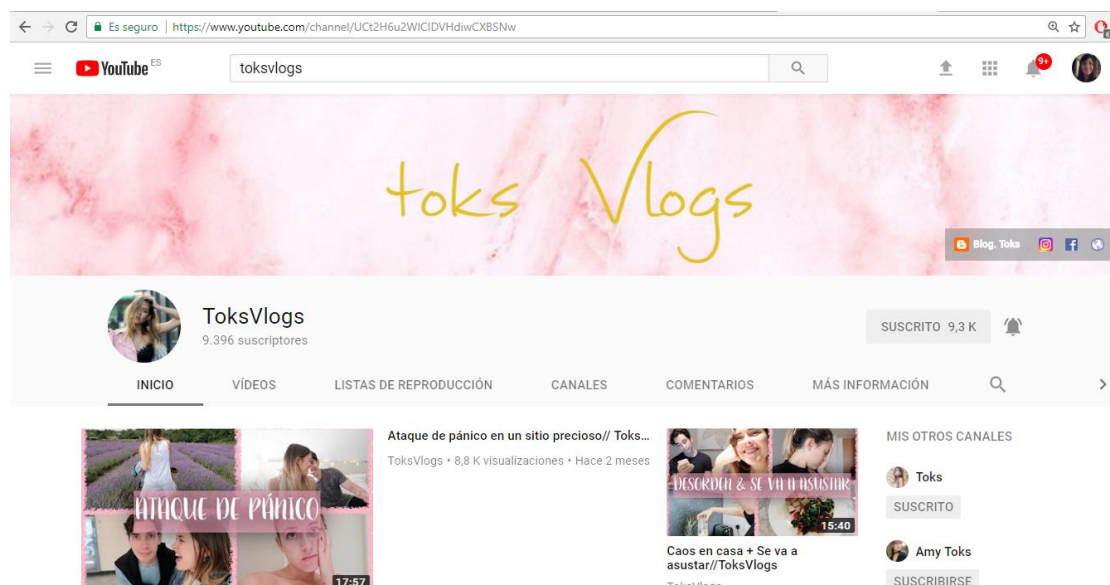 Es seguro | https://www.youtube.com/channel/UCt2H6u2WICIDVHdiwCXBSNw
YouTube ES
toksvlogs
9+
toks Vlogs
Blog. Toks
ToksVlogs
9.396 suscriptores
SUSCRITO 9,3 K
INICIO VÍDEOS LISTAS DE REPRODUCCIÓN CANALES COMENTARIOS MÁS INFORMACIÓN
ATAQUE DE PÁNICO
17:57
Ataque de pánico en un sitio precioso// Toks...
ToksVlogs • 8,8 K visualizaciones • Hace 2 meses
DESORDEN & SE VA A ASUSTAR
15:40
Caos en casa + Se va a
asustar//ToksVlogs
ToksVlogs
MIS OTROS CANALES
Toks
SUSCRITO
Amy Toks
SUSCRIBIRSE